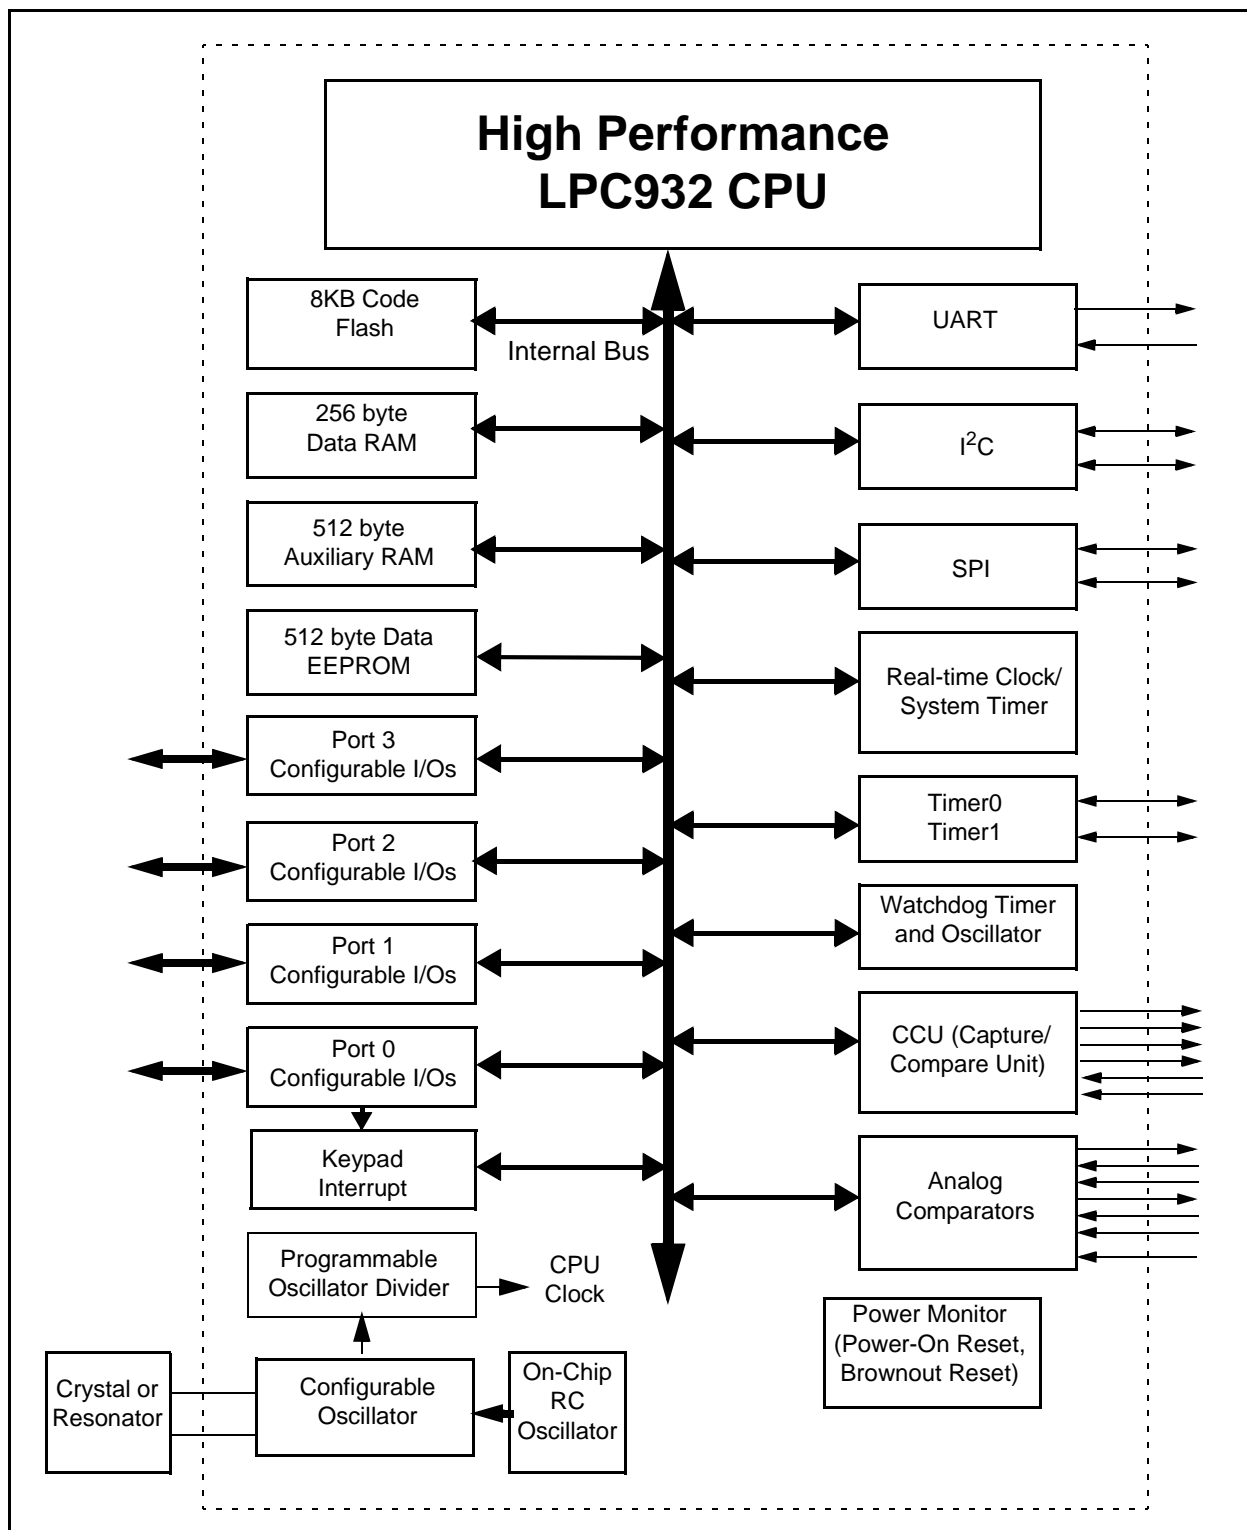 High Performance
LPC932 CPU
8KB Code
Flash
Internal Bus
UART
256 byte
Data RAM
I²C
512 byte
Auxiliary RAM
SPI
512 byte Data
EEPROM
Real-time Clock/
System Timer
Port 3
Configurable I/Os
Timer0
Timer1
Port 2
Configurable I/Os
Watchdog Timer
and Oscillator
Port 1
Configurable I/Os
CCU (Capture/
Compare Unit)
Port 0
Configurable I/Os
Keypad
Interrupt
Analog
Comparators
Programmable
Oscillator Divider
CPU
Clock
Power Monitor
(Power-On Reset,
Brownout Reset)
Crystal or
Resonator
Configurable
Oscillator
On-Chip
RC
Oscillator